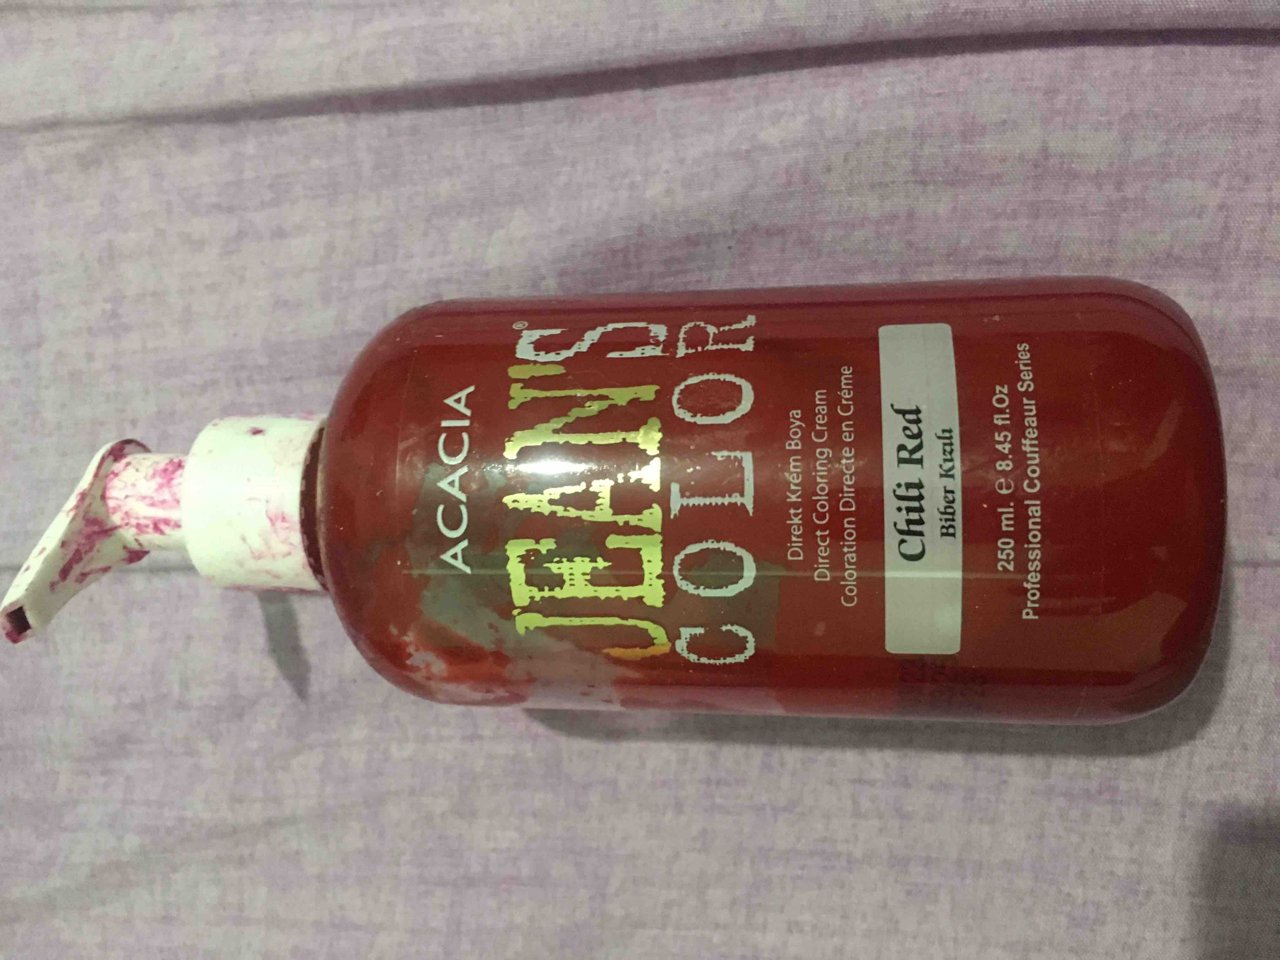 ACACIA
JEAN'S®
COLOR
Direkt Krem Boya
Direct Coloring Cream
Coloration Directe en Créme
Chili Red
Biber Kızılı
250 ml. ℮ 8.45 fl.Oz
Professional Couffeaur Series